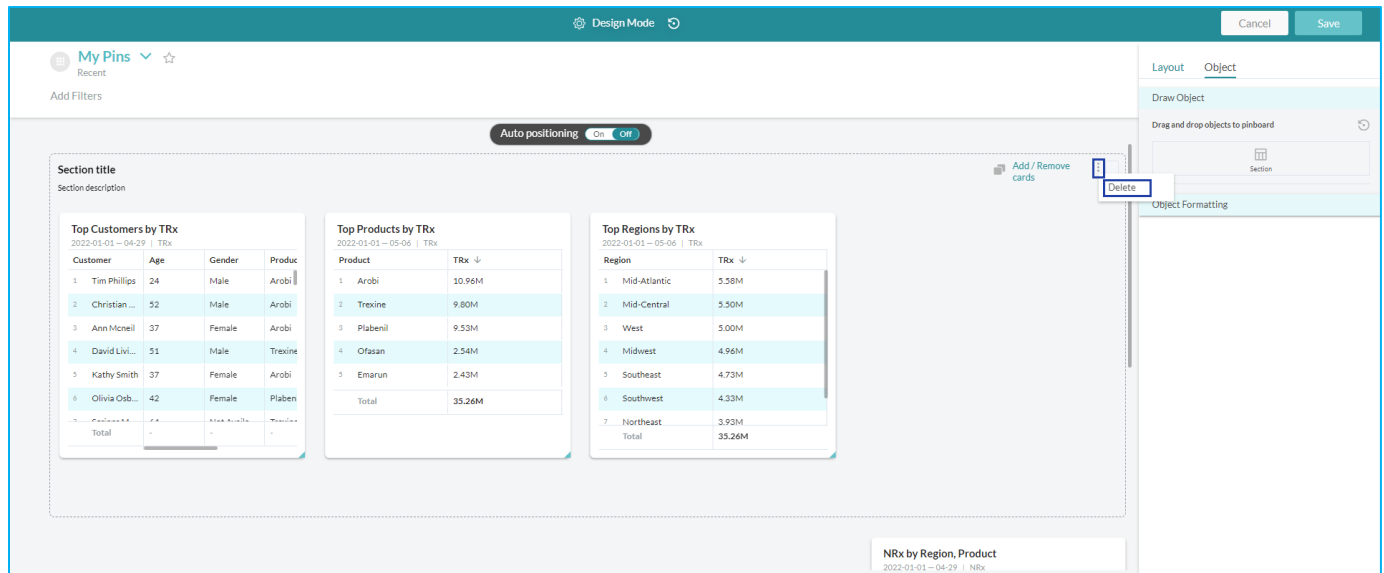 Design Mode
Cancel
Save
My Pins
Recent
Add Filters
Layout Object
Draw Object
Drag and drop objects to pinboard
Section
Object Formatting
Auto positioning On Off
Section title
Section description
Add / Remove
cards
Delete
Top Customers by TRx
2022-01-01 — 04-29 | TRx
Customer Age Gender Produc
1 Tim Phillips 24 Male Arobi
2 Christian ... 52 Male Arobi
3 Ann Mcneil 37 Female Arobi
4 David Livi... 51 Male Trexine
5 Kathy Smith 37 Female Arobi
6 Olivia Osb... 42 Female Plaben
Total - - -
Top Products by TRx
2022-01-01 — 05-06 | TRx
Product TRx ↓
1 Arobi 10.96M
2 Trexine 9.80M
3 Plabenil 9.53M
4 Ofasan 2.54M
5 Emarun 2.43M
Total 35.26M
Top Regions by TRx
2022-01-01 — 05-06 | TRx
Region TRx ↓
1 Mid-Atlantic 5.58M
2 Mid-Central 5.50M
3 West 5.00M
4 Midwest 4.96M
5 Southeast 4.73M
6 Southwest 4.33M
7 Northeast 3.93M
Total 35.26M
NRx by Region, Product
2022-01-01 — 04-29 | NRx